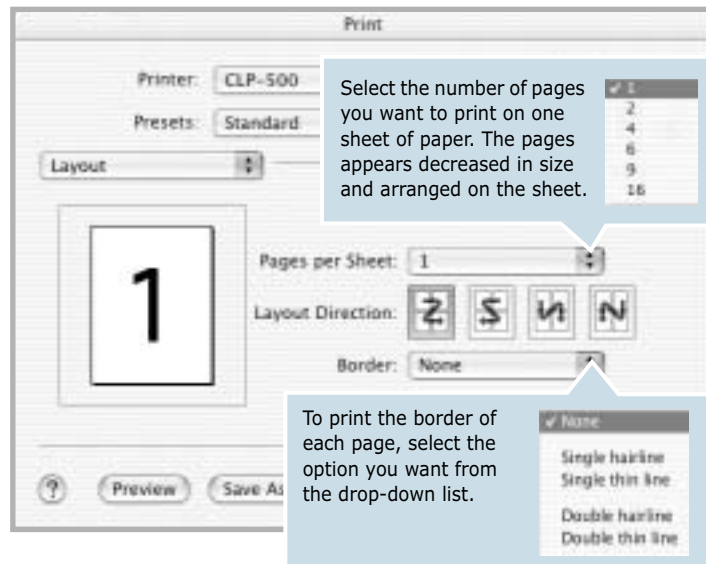 Print
Printer: CLP-500
Presets: Standard
Layout
Select the number of pages
you want to print on one
sheet of paper. The pages
appears decreased in size
and arranged on the sheet.
✓ 1
2
4
6
9
16
1
Pages per Sheet: 1
Layout Direction:
Border: None
To print the border of
each page, select the
option you want from
the drop-down list.
✓ None
Single hairline
Single thin line
Double hairline
Double thin line
? Preview Save As